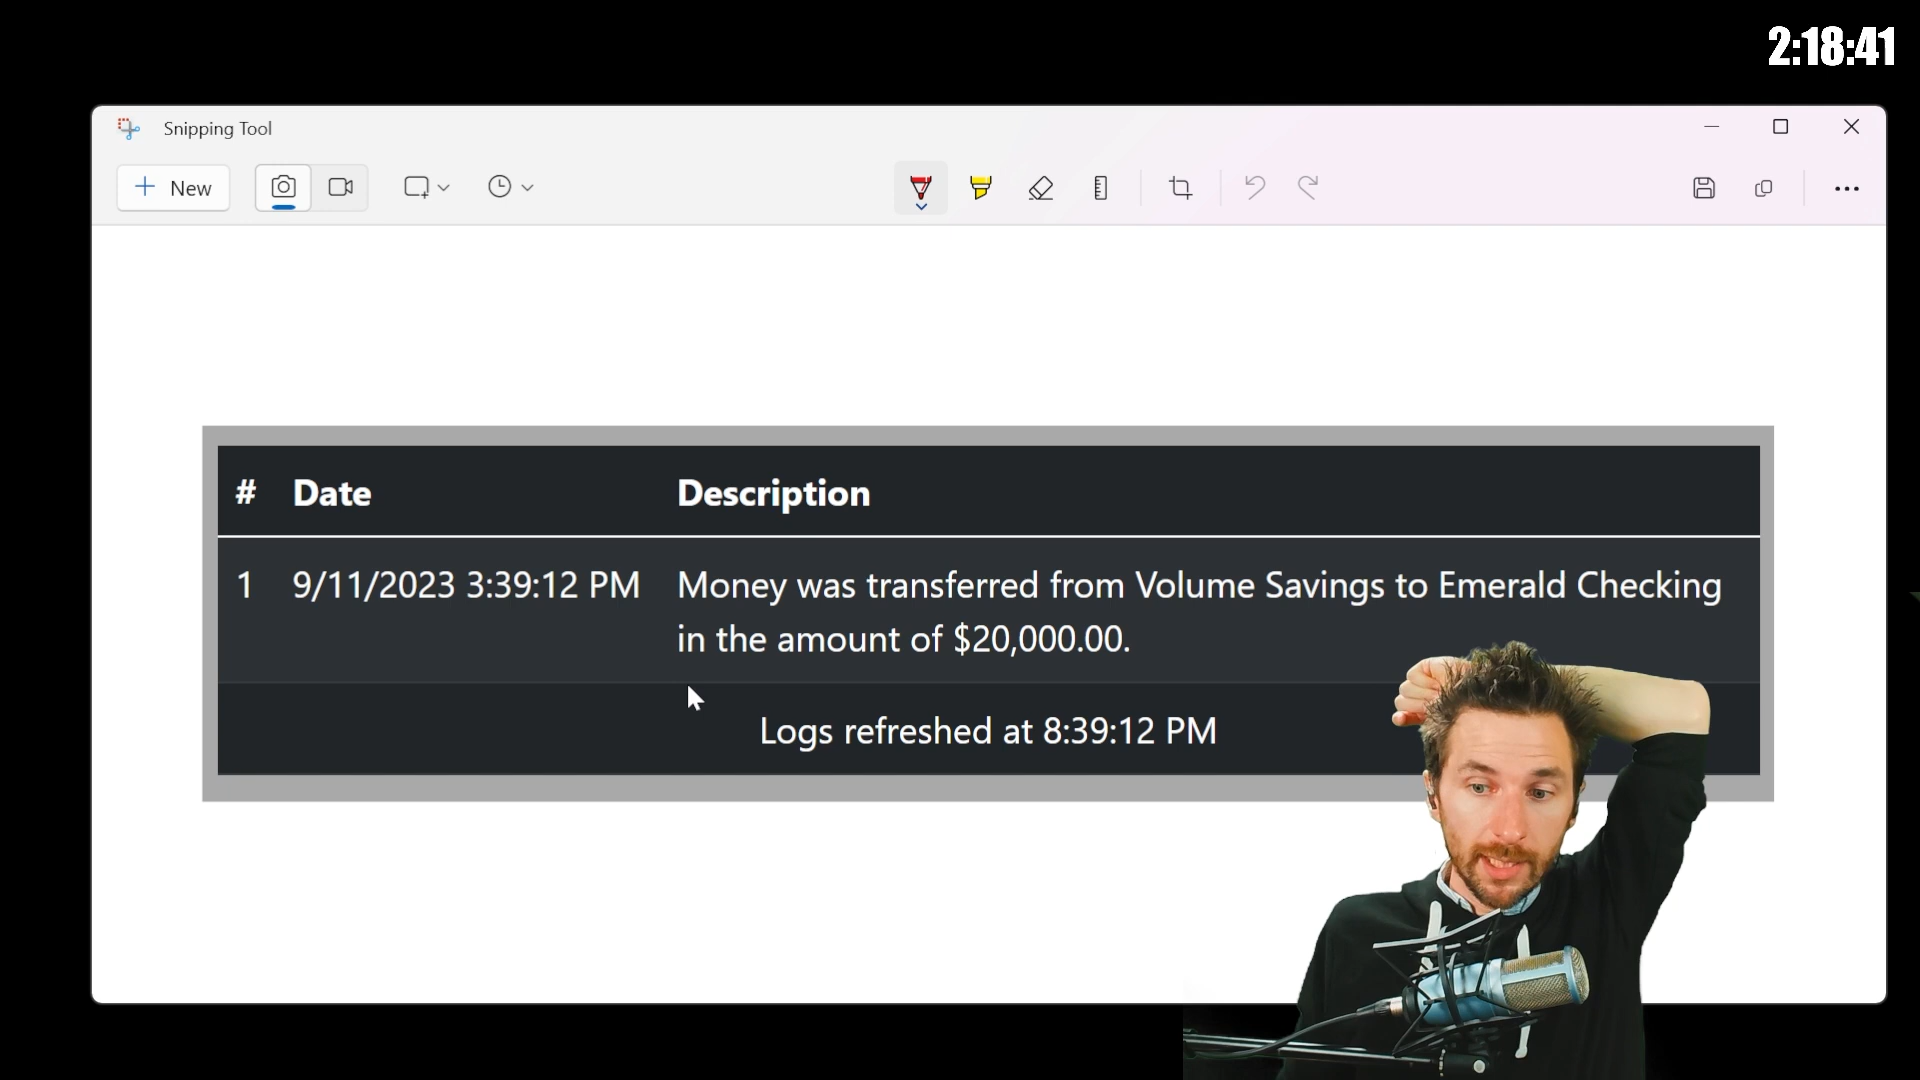 2:18:41
Snipping Tool
New
# Date Description
1 9/11/2023 3:39:12 PM Money was transferred from Volume Savings to Emerald Checking
in the amount of $20,000.00.
Logs refreshed at 8:39:12 PM